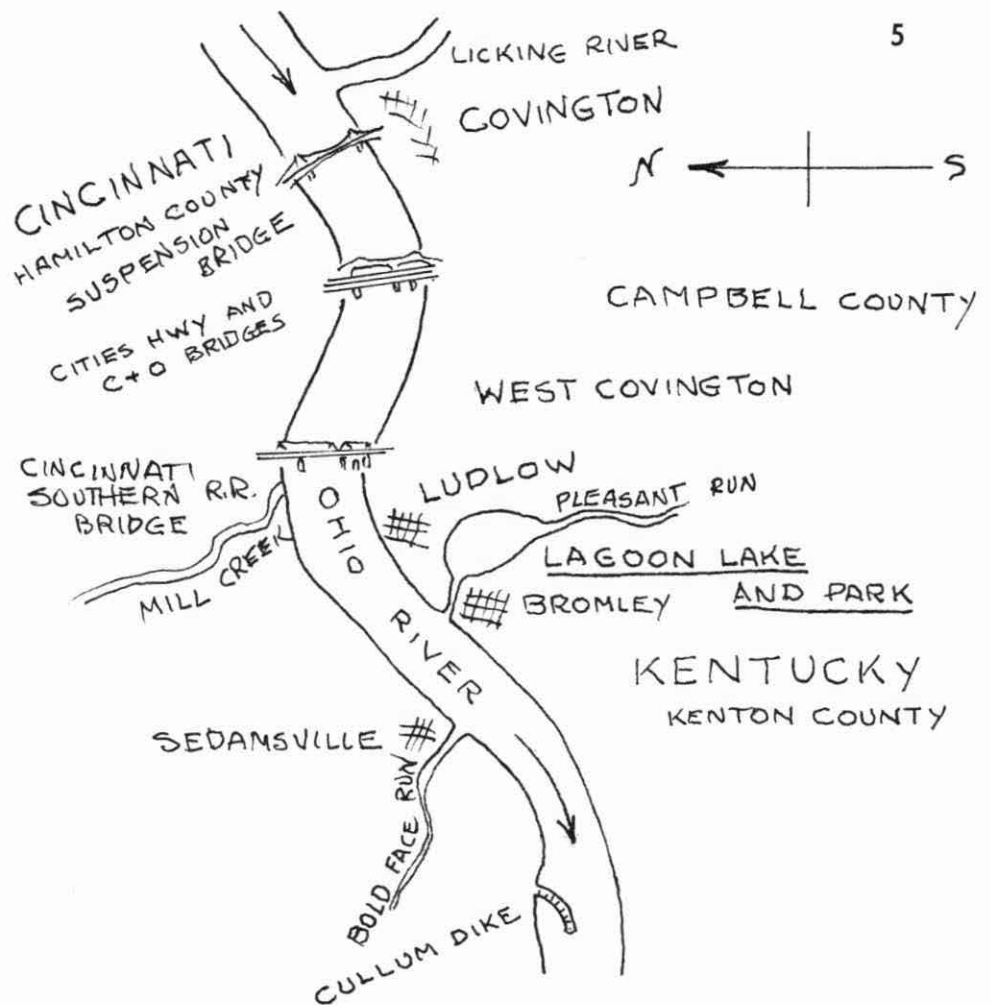 5
LICKING RIVER
COVINGTON
N
S
CINCINNATI
HAMILTON COUNTY
SUSPENSION
BRIDGE
CAMPBELL COUNTY
CITIES HWY AND
C+O BRIDGES
WEST COVINGTON
CINCINNATI
SOUTHERN R.R.
BRIDGE
LUDLOW
PLEASANT RUN
OHIO
RIVER
MILL CREEK
LAGOON LAKE
AND PARK
BROMLEY
KENTUCKY
KENTON COUNTY
SEDAMSVILLE
BOLD FACE RUN
CULLUM DIKE